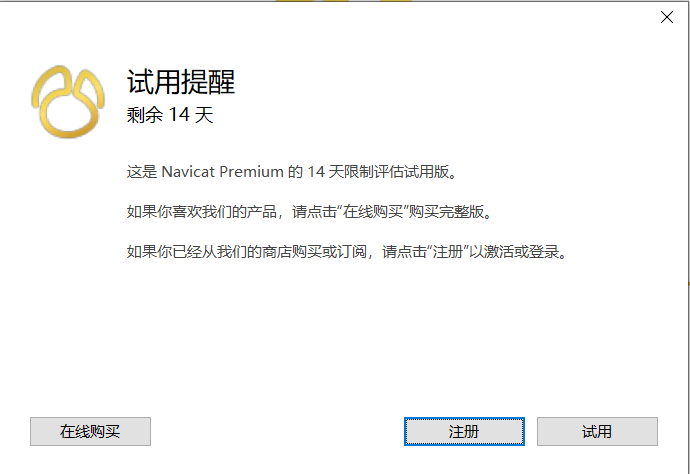 试用提醒
剩余 14 天
这是 Navicat Premium 的 14 天限制评估试用版。
如果你喜欢我们的产品，请点击“在线购买”购买完整版。
如果你已经从我们的商店购买或订阅，请点击“注册”以激活或登录。
在线购买
注册
试用